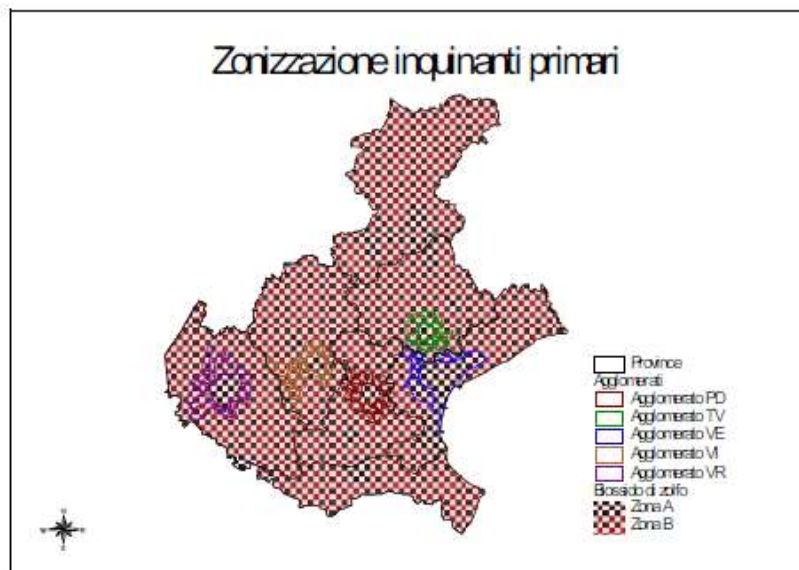 Zonizzazione inquinanti primari
Province
Agglomerati
Agglomerato PD
Agglomerato TV
Agglomerato VE
Agglomerato VI
Agglomerato VR
Biossido di zolfo
Zona A
Zona B